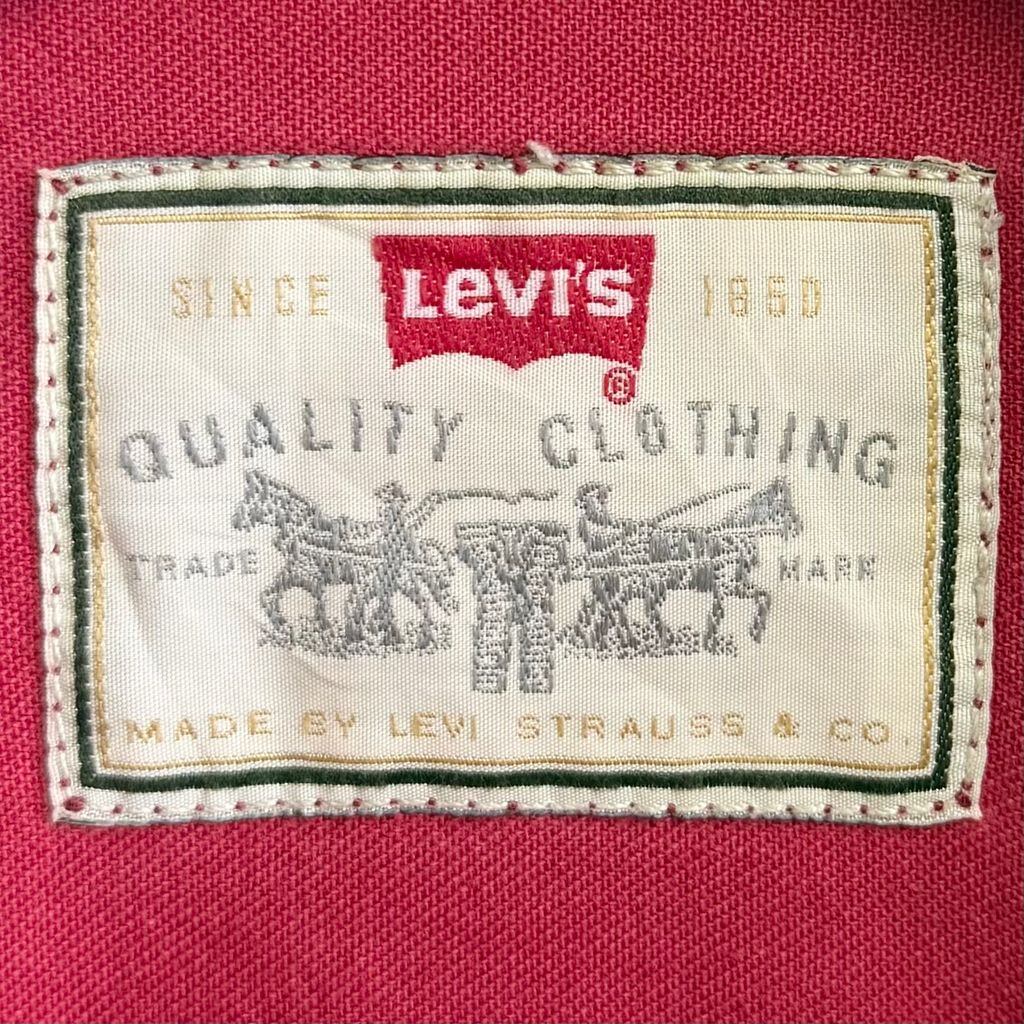 SINCE LEVI'S ® 1850
QUALITY CLOTHING
TRADE MARK
MADE BY LEVI STRAUSS & CO.